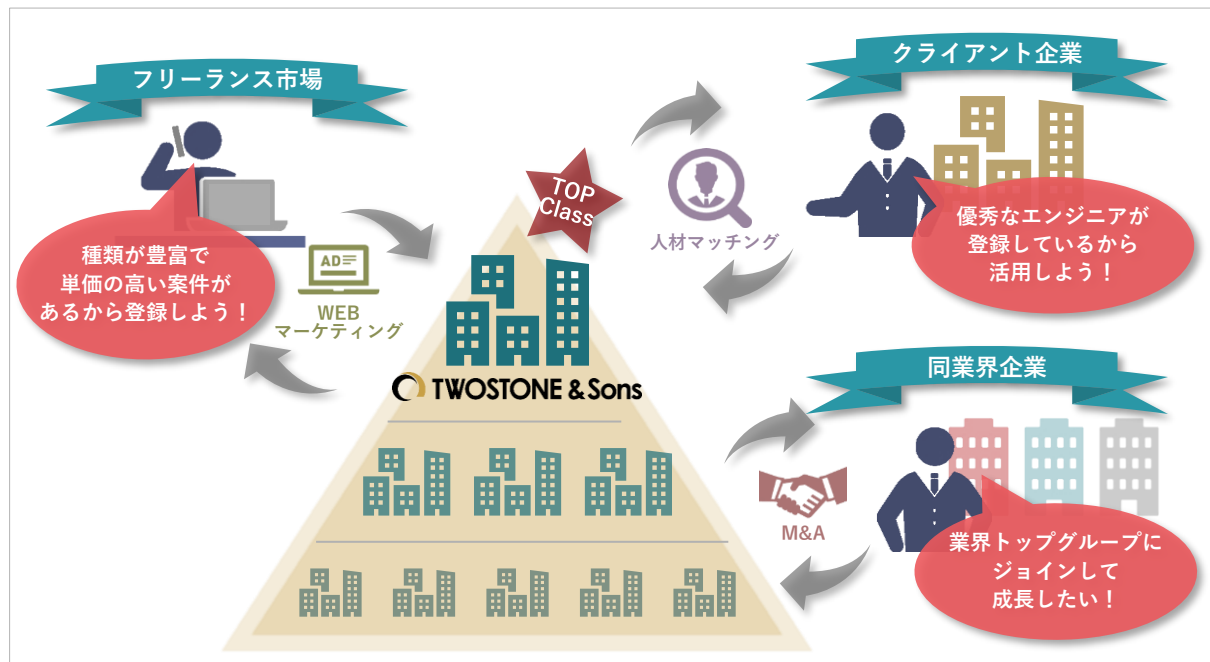 フリーランス市場
種類が豊富で
単価の高い案件が
あるから登録しよう！
AD
WEB
マーケティング
TOP
Class
TWOSTONE & Sons
人材マッチング
クライアント企業
優秀なエンジニアが
登録しているから
活用しよう！
同業界企業
M&A
業界トップグループに
ジョインして
成長したい！